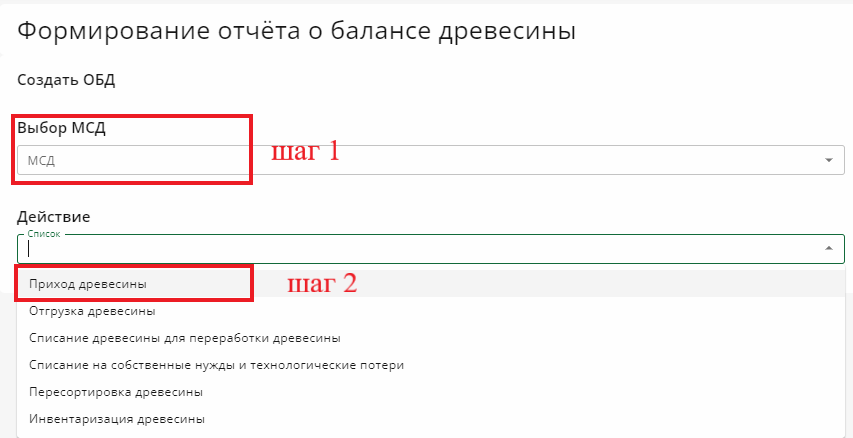 Формирование отчёта о балансе древесины
Создать ОБД
Выбор МСД
МСД
шаг 1
Действие
Список
Приход древесины
шаг 2
Отгрузка древесины
Списание древесины для переработки древесины
Списание на собственные нужды и технологические потери
Пересортировка древесины
Инвентаризация древесины